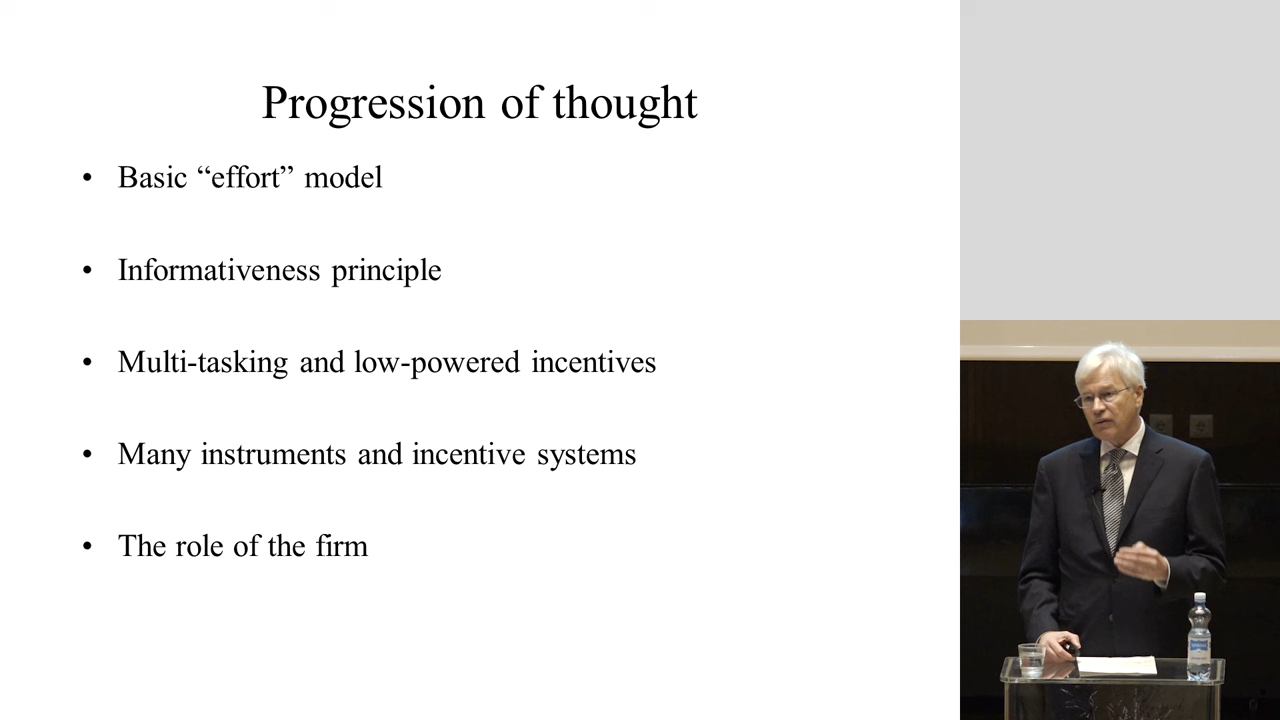 Progression of thought
• Basic “effort” model
• Informativeness principle
• Multi-tasking and low-powered incentives
• Many instruments and incentive systems
• The role of the firm